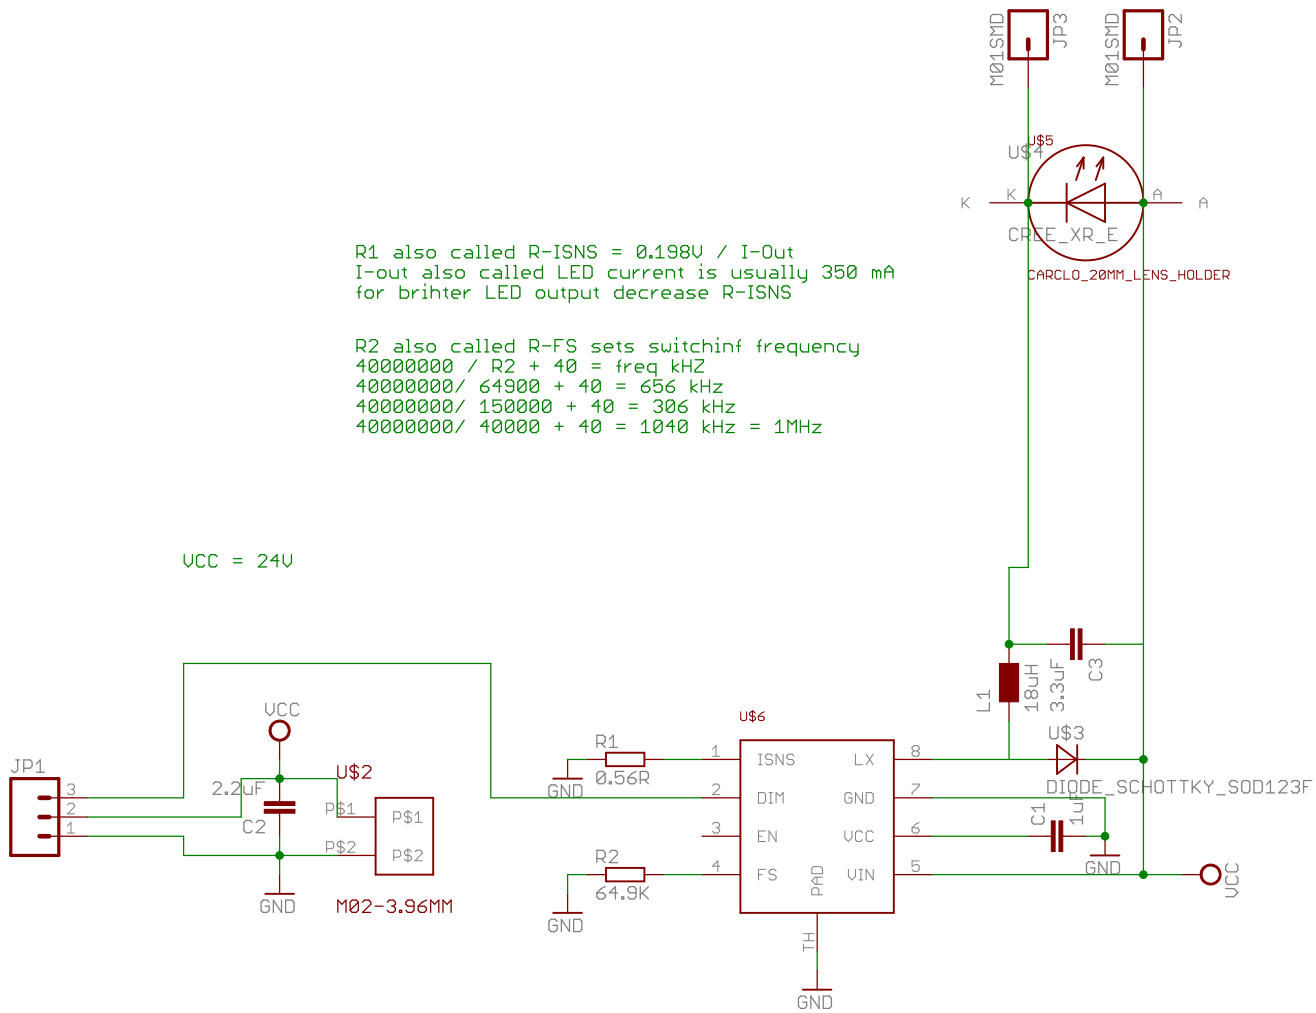 M01SMD
JP3
M01SMD
JP2
U$5
U$4
K
K
A
A
CREE_XR_E
CARCLO_20MM_LENS_HOLDER
R1 also called R-ISNS = 0.198V / I-Out
I-out also called LED current is usually 350 mA
for brihter LED output decrease R-ISNS
R2 also called R-FS sets switchinf frequency
40000000 / R2 + 40 = freq kHZ
40000000/ 64900 + 40 = 656 kHz
40000000/ 150000 + 40 = 306 kHz
40000000/ 40000 + 40 = 1040 kHz = 1MHz
VCC = 24V
L1
18uH
3.3uF
C3
U$3
DIODE_SCHOTTKY_SOD123F
VCC
JP1
3
2
1
2.2uF
C2
U$2
P$1
P$1
P$2
P$2
GND
M02-3.96MM
R1
0.56R
GND
R2
64.9K
GND
U$6
1
ISNS
LX
8
2
DIM
GND
7
3
EN
VCC
6
4
FS
VIN
5
PAD
TH
GND
C1
1uF
GND
VCC